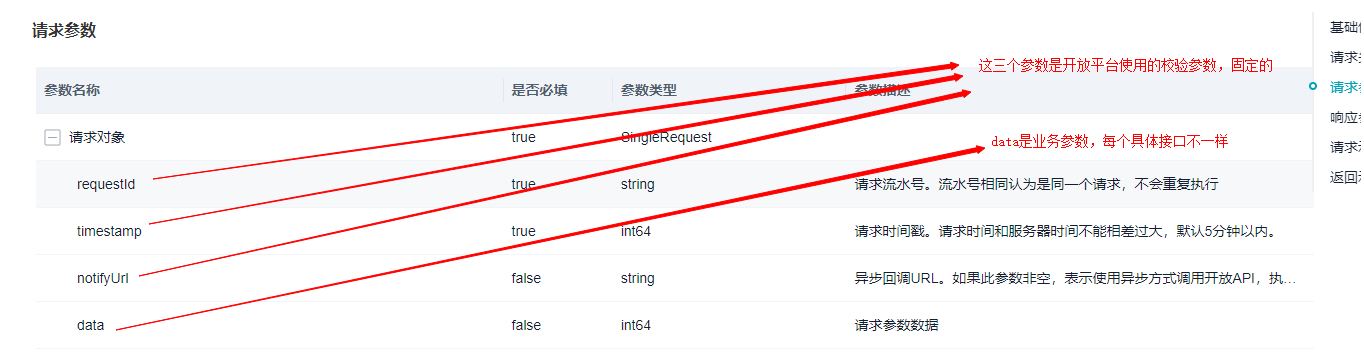 请求参数
这三个参数是开放平台使用的校验参数，固定的
参数名称 是否必填 参数类型 参数描述
请求对象 true SingleRequest
data是业务参数，每个具体接口不一样
requestId true string 请求流水号。流水号相同认为是同一个请求，不会重复执行
timestamp true int64 请求时间戳。请求时间和服务器时间不能相差过大，默认5分钟以内。
notifyUrl false string 异步回调URL。如果此参数非空，表示使用异步方式调用开放API，执...
data false int64 请求参数数据
基础
请求
请求
响应
请求
返回